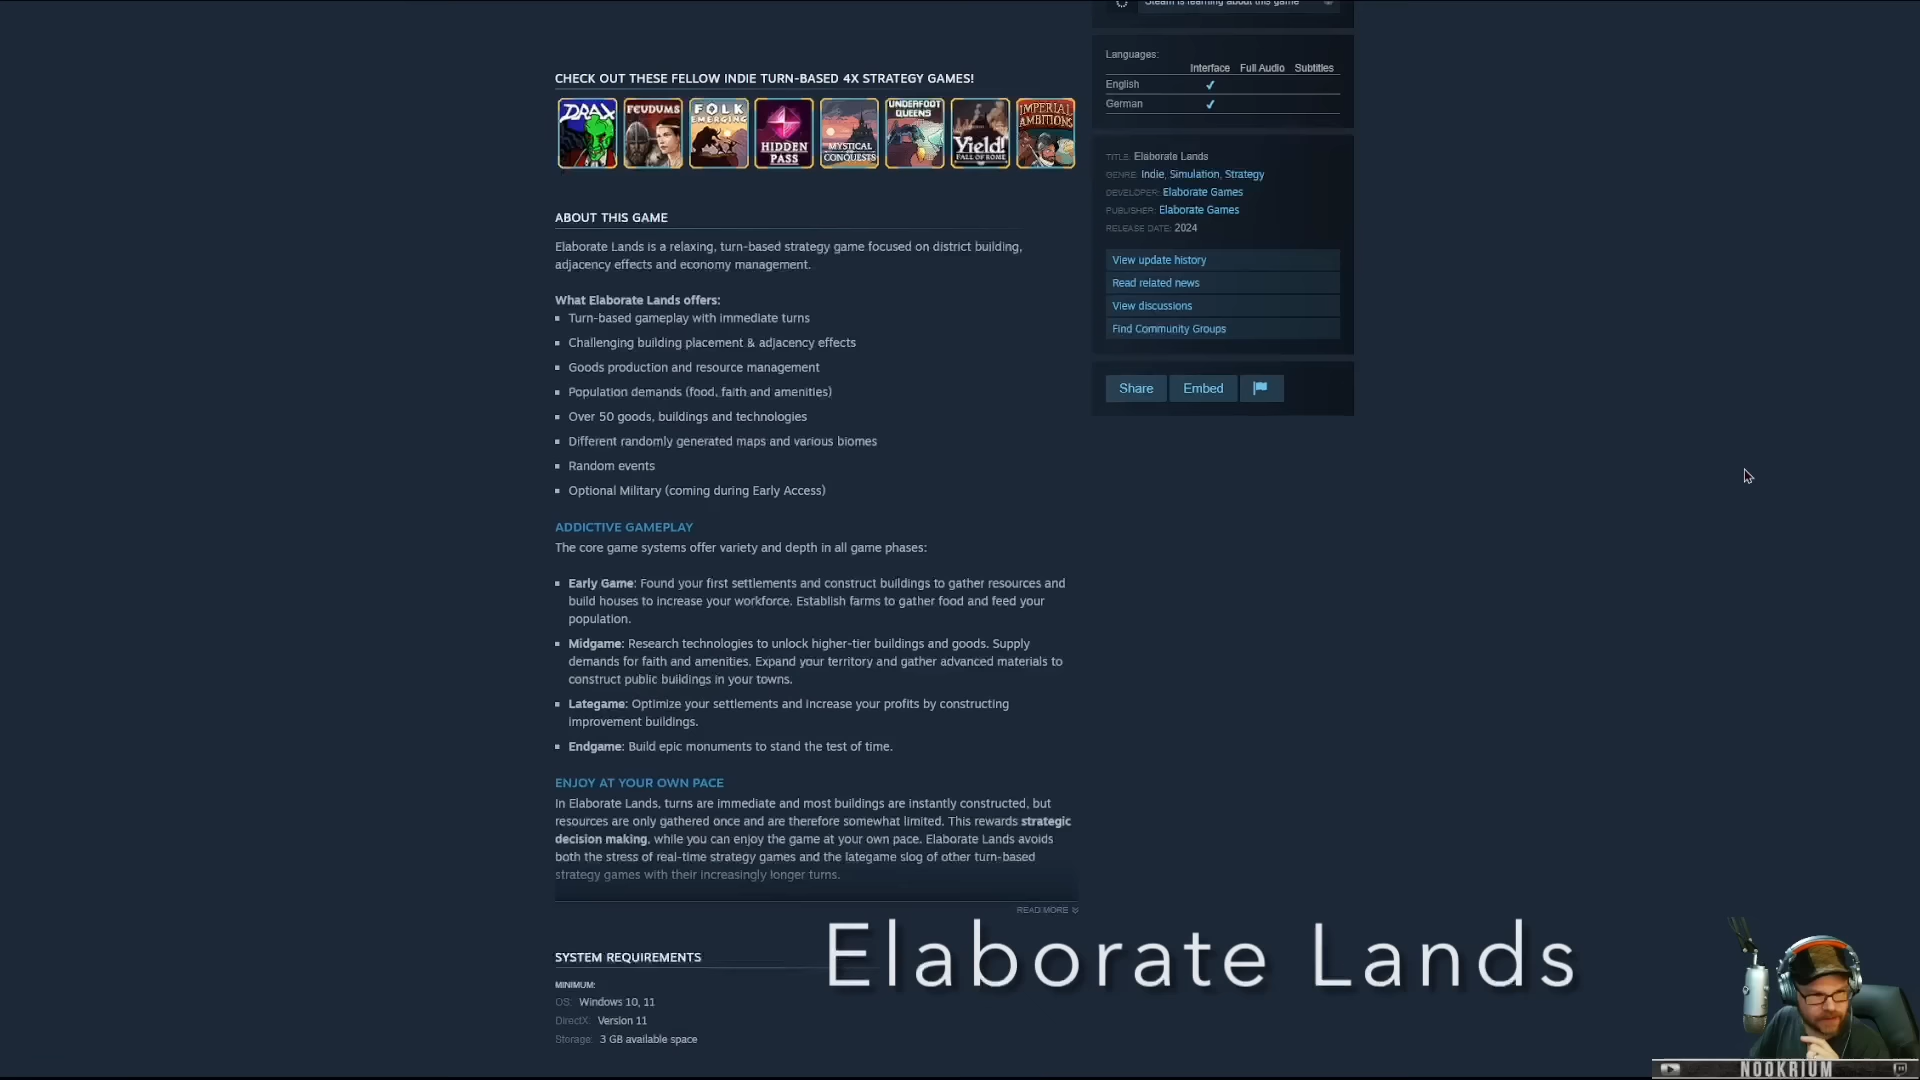 Steam is learning about this game
Languages:
Interface Full Audio Subtitles
English ✔
German ✔
CHECK OUT THESE FELLOW INDIE TURN-BASED 4X STRATEGY GAMES!
DRAX
FEUDUMS
FOLK
EMERGING
HIDDEN
PASS
MYSTICAL
CONQUESTS
UNDERFOOT
QUEENS
Yield!
FALL OF ROME
IMPERIAL
AMBITIONS
TITLE: Elaborate Lands
GENRE: Indie, Simulation, Strategy
DEVELOPER: Elaborate Games
PUBLISHER: Elaborate Games
RELEASE DATE: 2024
View update history
Read related news
View discussions
Find Community Groups
Share Embed
ABOUT THIS GAME
Elaborate Lands is a relaxing, turn-based strategy game focused on district building,
adjacency effects and economy management.
What Elaborate Lands offers:
Turn-based gameplay with immediate turns
Challenging building placement & adjacency effects
Goods production and resource management
Population demands (food, faith and amenities)
Over 50 goods, buildings and technologies
Different randomly generated maps and various biomes
Random events
Optional Military (coming during Early Access)
ADDICTIVE GAMEPLAY
The core game systems offer variety and depth in all game phases:
Early Game: Found your first settlements and construct buildings to gather resources and
build houses to increase your workforce. Establish farms to gather food and feed your
population.
Midgame: Research technologies to unlock higher-tier buildings and goods. Supply
demands for faith and amenities. Expand your territory and gather advanced materials to
construct public buildings in your towns.
Lategame: Optimize your settlements and increase your profits by constructing
improvement buildings.
Endgame: Build epic monuments to stand the test of time.
ENJOY AT YOUR OWN PACE
In Elaborate Lands, turns are immediate and most buildings are instantly constructed, but
resources are only gathered once and are therefore somewhat limited. This rewards strategic
decision making, while you can enjoy the game at your own pace. Elaborate Lands avoids
both the stress of real-time strategy games and the lategame slog of other turn-based
strategy games with their increasingly longer turns.
READ MORE
SYSTEM REQUIREMENTS
MINIMUM:
OS: Windows 10, 11
DirectX: Version 11
Storage: 3 GB available space
Elaborate Lands
NOOKRIUM